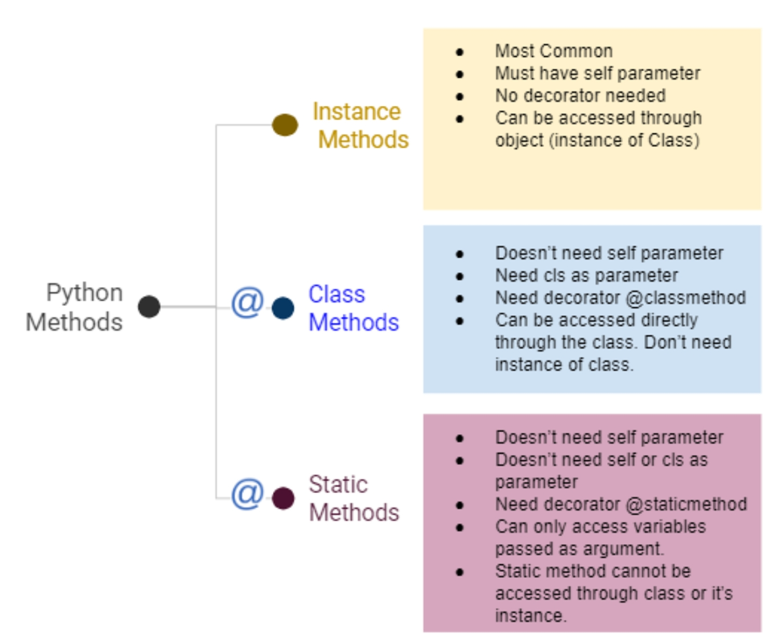 Python
Methods
Instance
Methods
• Most Common
• Must have self parameter
• No decorator needed
• Can be accessed through
object (instance of Class)
@
Class
Methods
• Doesn't need self parameter
• Need cls as parameter
• Need decorator @classmethod
• Can be accessed directly
through the class. Don't need
instance of class.
@
Static
Methods
• Doesn't need self parameter
• Doesn't need self or cls as
parameter
• Need decorator @staticmethod
• Can only access variables
passed as argument.
• Static method cannot be
accessed through class or it's
instance.